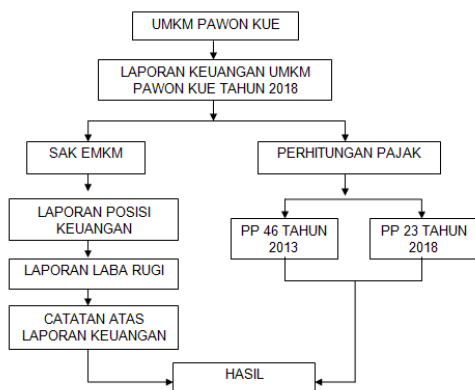 UMKM PAWON KUE
LAPORAN KEUANGAN UMKM
PAWON KUE TAHUN 2018
SAK EMKM
PERHITUNGAN PAJAK
LAPORAN POSISI
KEUANGAN
PP 46 TAHUN
2013
PP 23 TAHUN
2018
LAPORAN LABA RUGI
CATATAN ATAS
LAPORAN KEUANGAN
HASIL